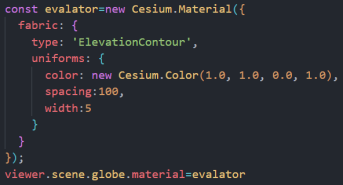 const evalator=new Cesium.Material({
  fabric: {
    type: 'ElevationContour',
    uniforms: {
      color: new Cesium.Color(1.0, 1.0, 0.0, 1.0),
      spacing:100,
      width:5
    }
  }
});
viewer.scene.globe.material=evalator